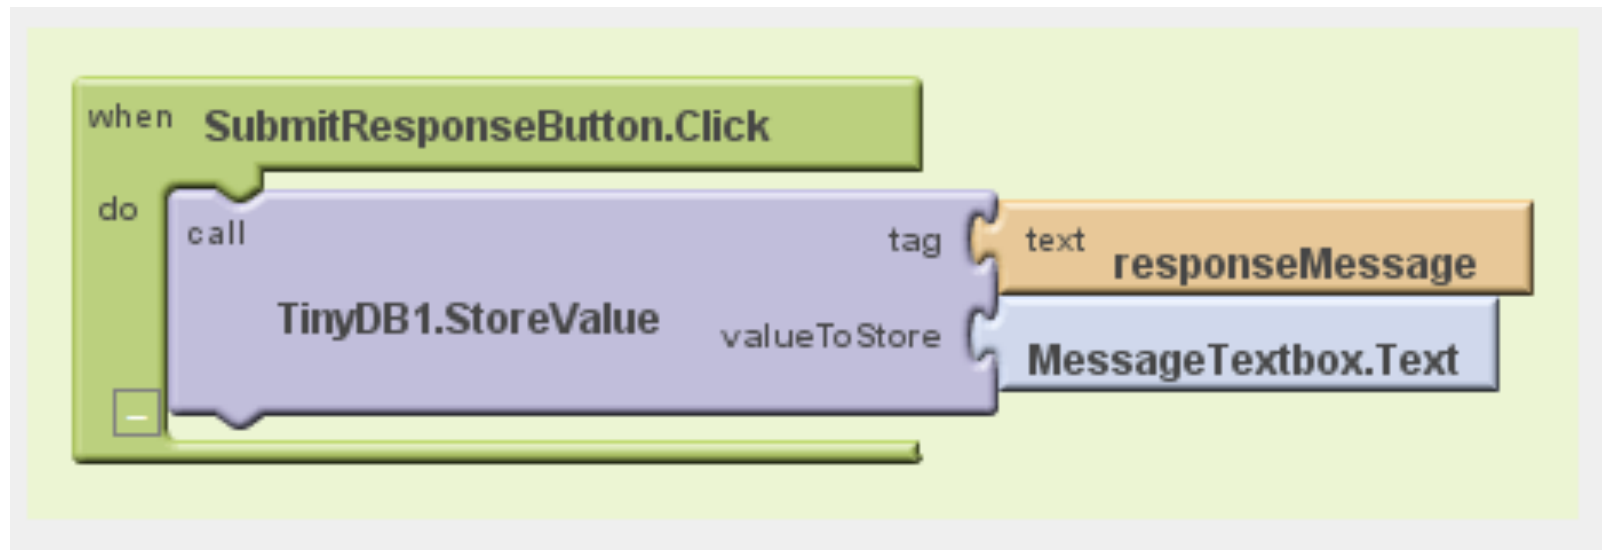 when SubmitResponseButton.Click
do
call
tag
text responseMessage
TinyDB1.StoreValue
valueToStore
MessageTextbox.Text